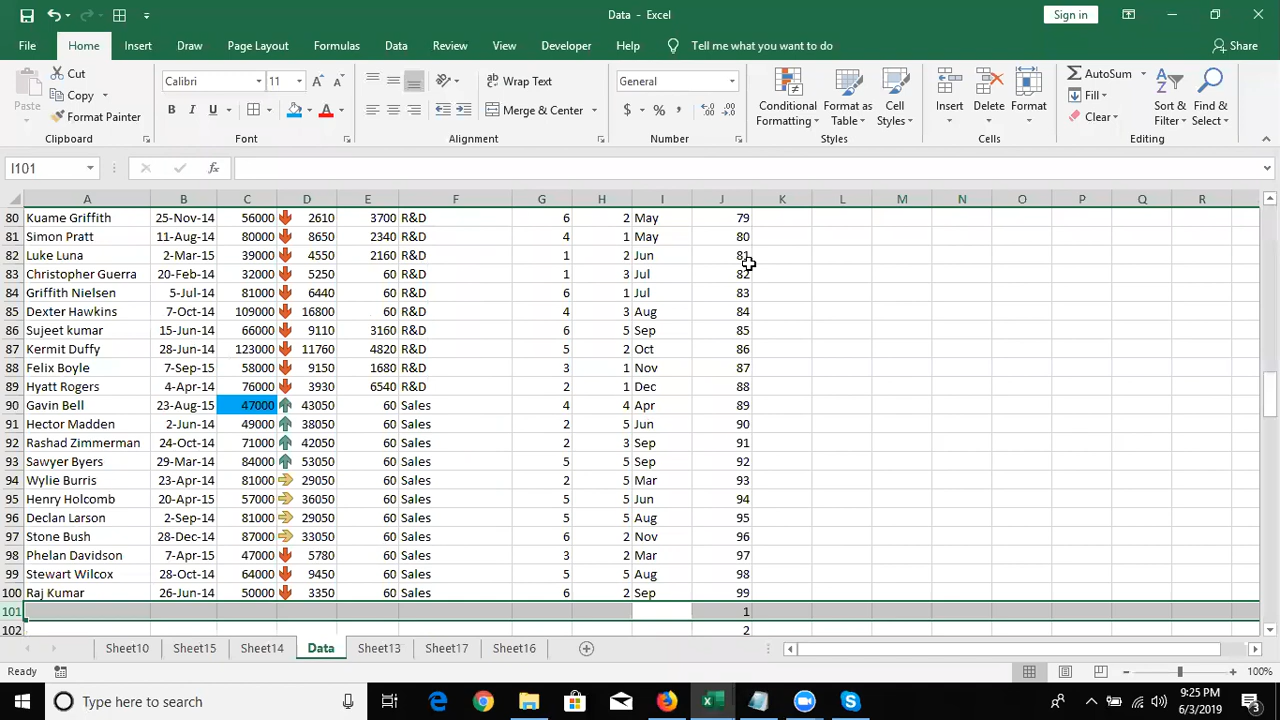 Data - Excel
Sign in
File Home Insert Draw Page Layout Formulas Data Review View Developer Help Tell me what you want to do Share
Cut
Copy
Format Painter
Paste
Clipboard
Calibri 11
B I U
Font
Wrap Text
Merge & Center
Alignment
General
$ % ,
Number
Conditional Formatting
Format as Table
Cell Styles
Styles
Insert
Delete
Format
Cells
AutoSum
Fill
Clear
Sort & Filter
Find & Select
Editing
I101 fx
A B C D E F G H I J K L M N O P Q R
80 Kuame Griffith 25-Nov-14 56000 2610 3700 R&D 6 2 May 79
81 Simon Pratt 11-Aug-14 80000 8650 2340 R&D 4 1 May 80
82 Luke Luna 2-Mar-15 39000 4550 2160 R&D 1 2 Jun 81
83 Christopher Guerra 20-Feb-14 32000 5250 60 R&D 1 3 Jul 82
84 Griffith Nielsen 5-Jul-14 81000 6440 60 R&D 6 1 Jul 83
85 Dexter Hawkins 7-Oct-14 109000 16800 60 R&D 4 3 Aug 84
86 Sujeet kumar 15-Jun-14 66000 9110 3160 R&D 6 5 Sep 85
87 Kermit Duffy 28-Jun-14 123000 11760 4820 R&D 5 2 Oct 86
88 Felix Boyle 7-Sep-15 58000 9150 1680 R&D 3 1 Nov 87
89 Hyatt Rogers 4-Apr-14 76000 3930 6540 R&D 2 1 Dec 88
90 Gavin Bell 23-Aug-15 47000 43050 60 Sales 4 4 Apr 89
91 Hector Madden 2-Jun-14 49000 38050 60 Sales 2 5 Jun 90
92 Rashad Zimmerman 24-Oct-14 71000 42050 60 Sales 2 3 Sep 91
93 Sawyer Byers 29-Mar-14 84000 53050 60 Sales 5 5 Sep 92
94 Wylie Burris 23-Apr-14 81000 29050 60 Sales 2 5 Mar 93
95 Henry Holcomb 20-Apr-15 57000 36050 60 Sales 5 5 Jun 94
96 Declan Larson 2-Sep-14 81000 29050 60 Sales 5 5 Aug 95
97 Stone Bush 28-Dec-14 87000 33050 60 Sales 6 2 Nov 96
98 Phelan Davidson 7-Apr-15 47000 5780 60 Sales 3 2 Mar 97
99 Stewart Wilcox 28-Oct-14 64000 9450 60 Sales 5 5 Aug 98
100 Raj Kumar 26-Jun-14 50000 3350 60 Sales 6 2 Sep 99
101 1
102 2
Sheet10 Sheet15 Sheet14 Data Sheet13 Sheet17 Sheet16
Ready 100%
Type here to search
9:25 PM
6/3/2019